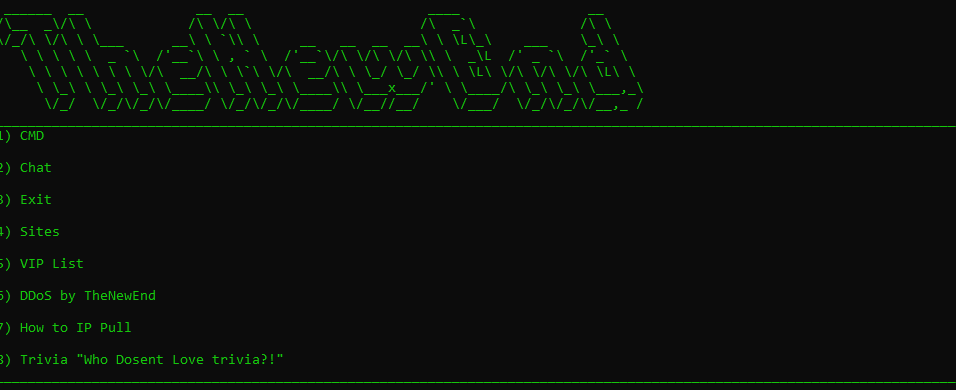 TheNewEnd
1) CMD
2) Chat
3) Exit
4) Sites
5) VIP List
6) DDoS by TheNewEnd
7) How to IP Pull
8) Trivia "Who Dosent Love trivia?!"